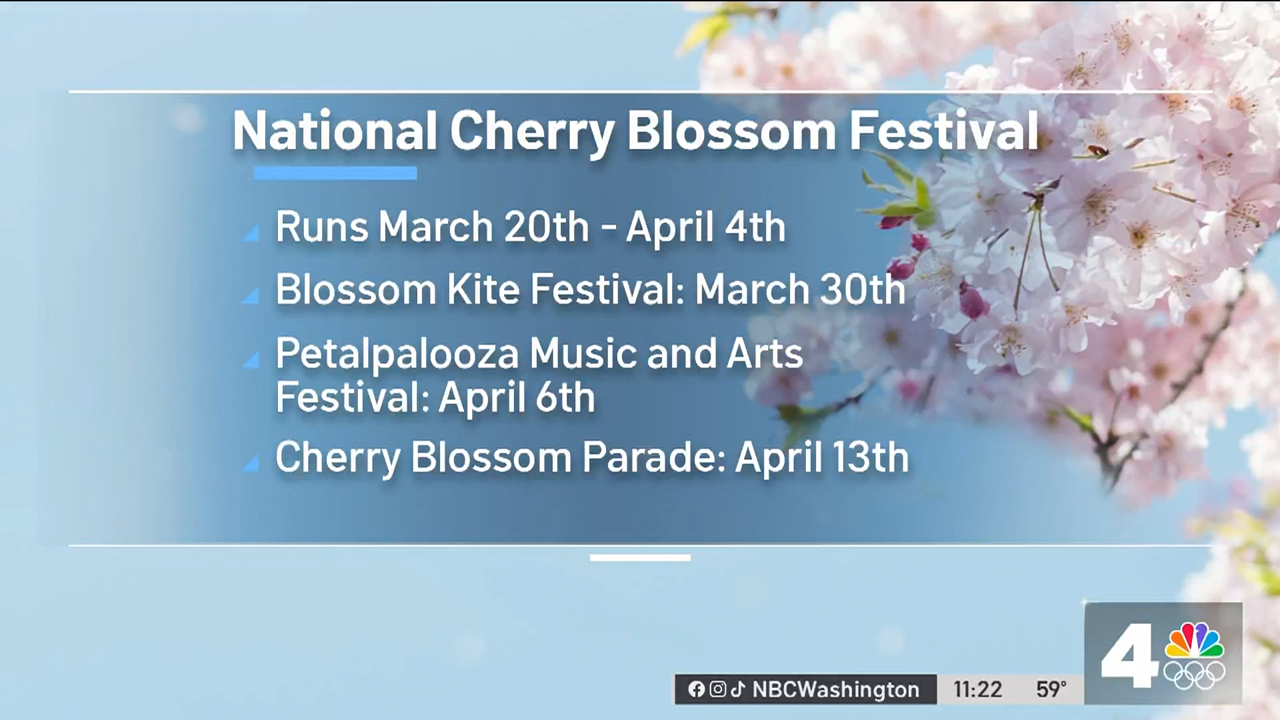 National Cherry Blossom Festival
Runs March 20th - April 4th
Blossom Kite Festival: March 30th
Petalpalooza Music and Arts
Festival: April 6th
Cherry Blossom Parade: April 13th
NBCWashington 11:22 59°
4